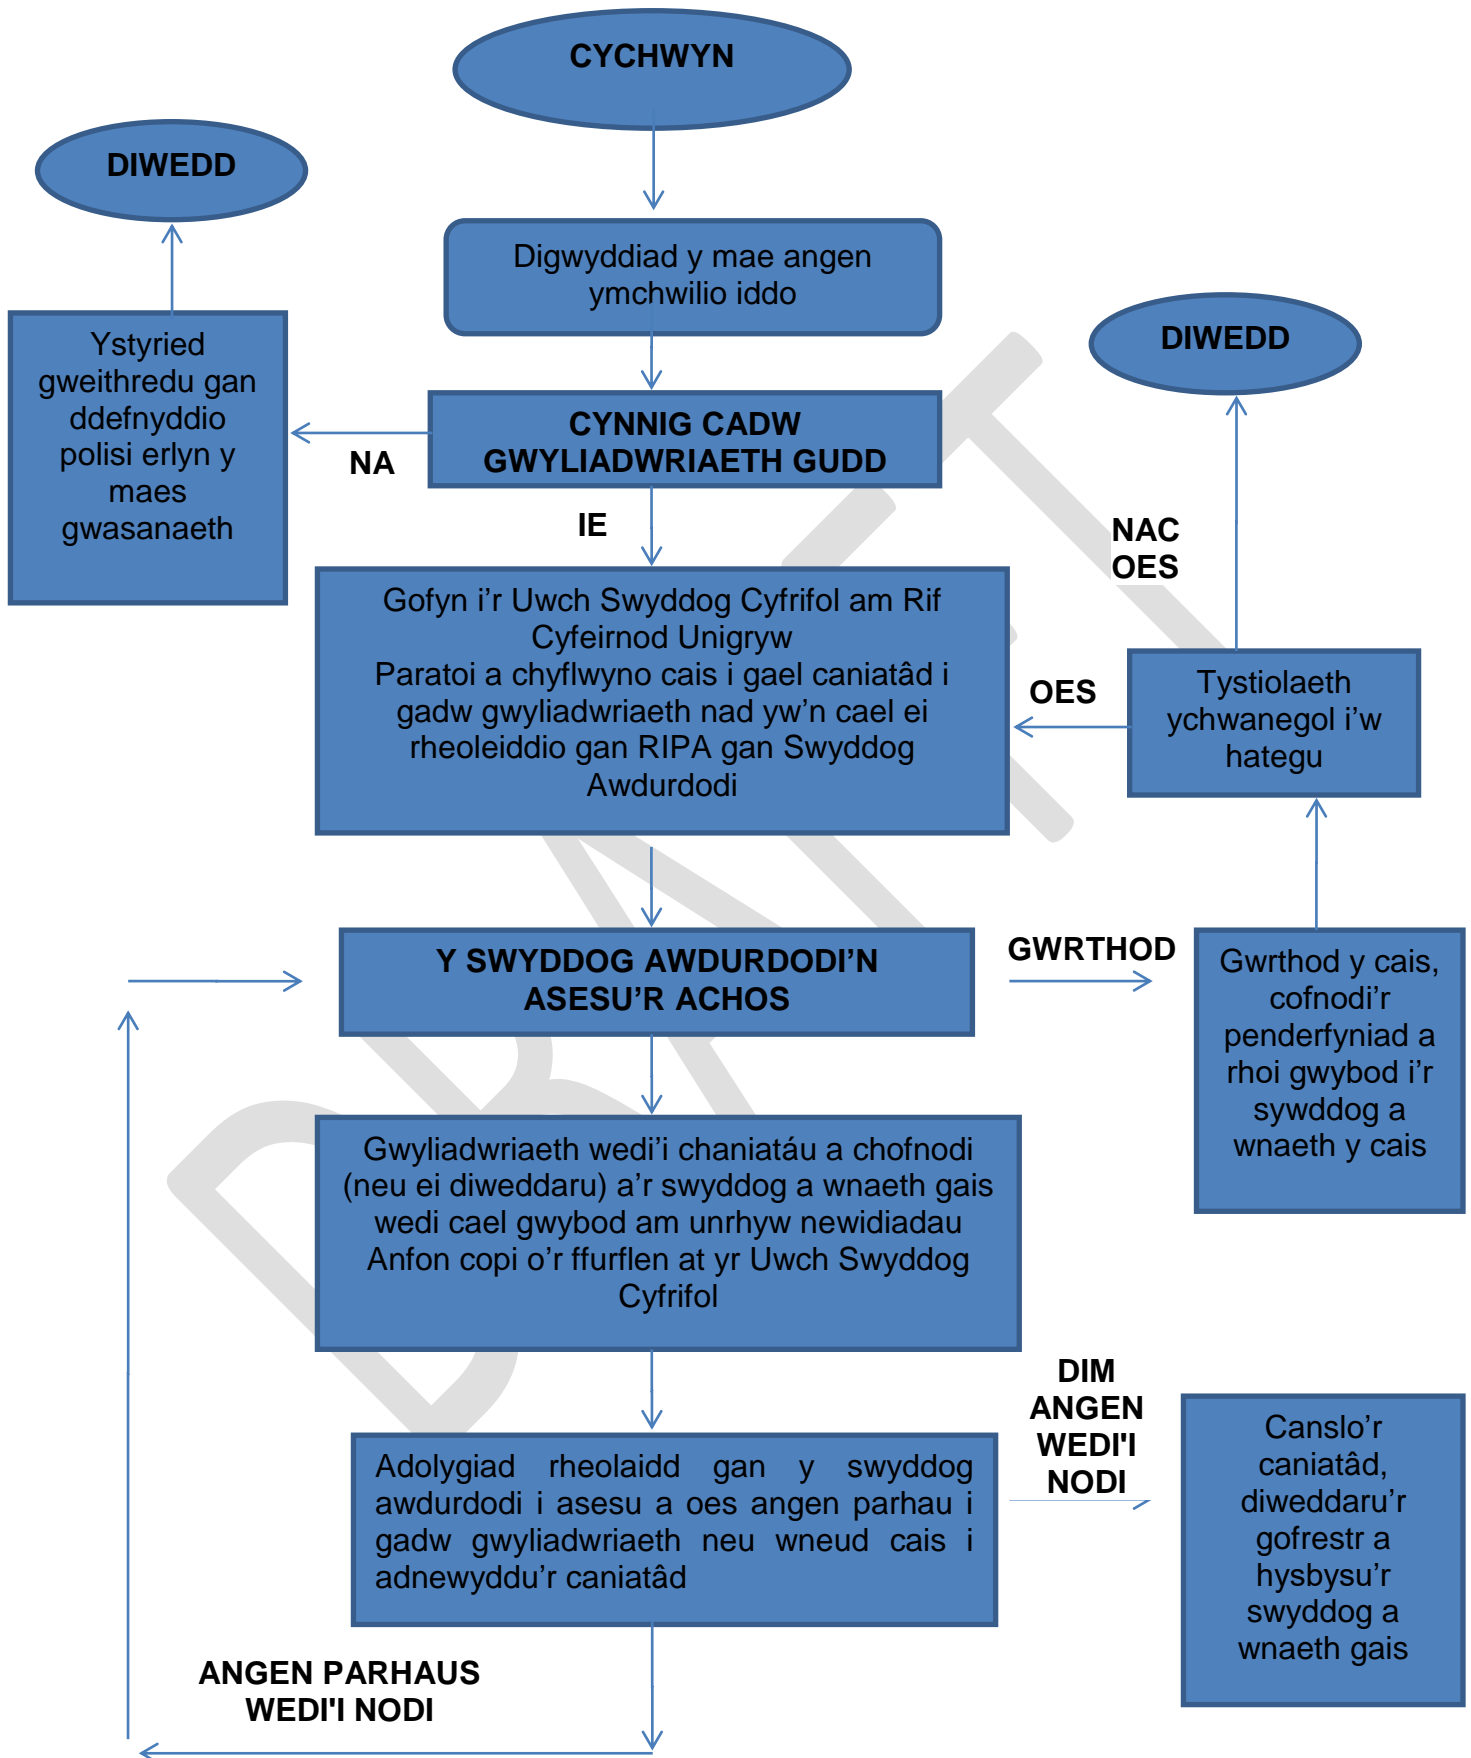 CYCHWYN
DIWEDD
Digwyddiad y mae angen
ymchwilio iddo
Ystyried
gweithredu gan
ddefnyddio
polisi erlyn y
maes
gwasanaeth
DIWEDD
CYNNIG CADW
GWYLIADWRIAETH GUDD
NA
IE
NAC
OES
Gofyn i'r Uwch Swyddog Cyfrifol am Rif
Cyfeirnod Unigryw
Paratoi a chyflwyno cais i gael caniatâd i
gadw gwyliadwriaeth nad yw'n cael ei
rheoleiddio gan RIPA gan Swyddog
Awdurdodi
OES
Tystiolaeth
ychwanegol i’w
hategu
Y SWYDDOG AWDURDODI’N
ASESU’R ACHOS
GWRTHOD
Gwrthod y cais,
cofnodi’r
penderfyniad a
rhoi gwybod i’r
sywddog a
wnaeth y cais
Gwyliadwriaeth wedi’i chaniatáu a chofnodi
(neu ei diweddaru) a’r swyddog a wnaeth gais
wedi cael gwybod am unrhyw newidiadau
Anfon copi o’r ffurflen at yr Uwch Swyddog
Cyfrifol
DIM
ANGEN
WEDI'I
NODI
Adolygiad rheolaidd gan y swyddog
awdurdodi i asesu a oes angen parhau i
gadw gwyliadwriaeth neu wneud cais i
adnewyddu’r caniatâd
Canslo’r
caniatâd,
diweddaru’r
gofrestr a
hysbysu’r
swyddog a
wnaeth gais
ANGEN PARHAUS
WEDI'I NODI
DRAFT